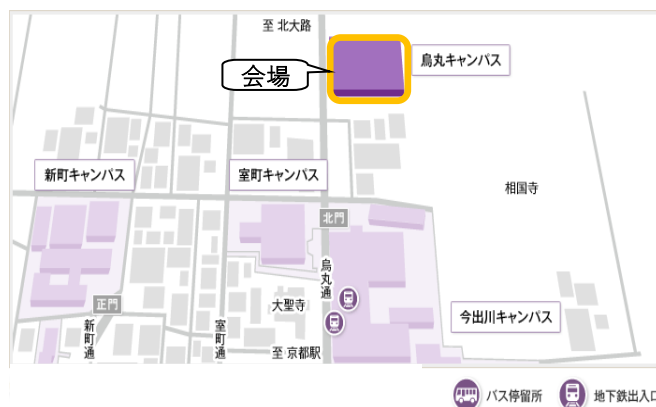 至 北大路
烏丸キャンパス
会場
新町キャンパス
室町キャンパス
相国寺
北門
烏丸通
正門
大聖寺
今出川キャンパス
新町通
室町通
至 京都駅
バス停留所
地下鉄出入口